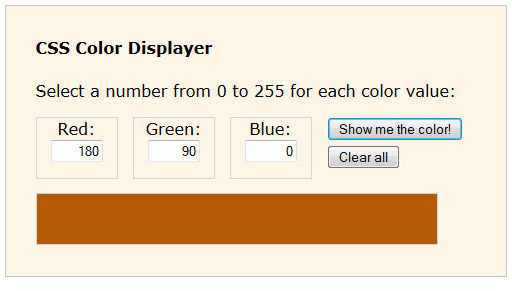 CSS Color Displayer
Select a number from 0 to 255 for each color value:
Red: Green: Blue: Show me the color!
180 90 0
Clear all